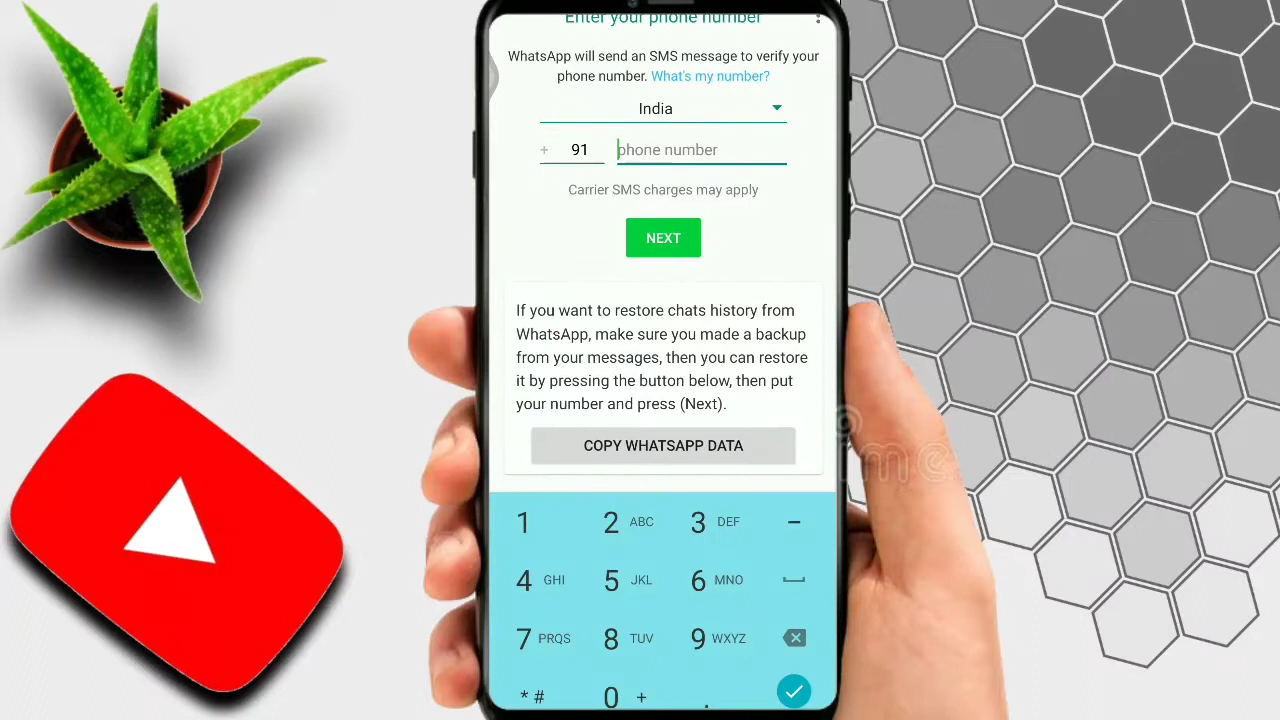 Enter your phone number
WhatsApp will send an SMS message to verify your
phone number. What's my number?
India
+ 91 phone number
Carrier SMS charges may apply
NEXT
If you want to restore chats history from
WhatsApp, make sure you made a backup
from your messages, then you can restore
it by pressing the button below, then put
your number and press (Next).
COPY WHATSAPP DATA
1 2 ABC 3 DEF -
4 GHI 5 JKL 6 MNO
7 PRQS 8 TUV 9 WXYZ
* # 0 + .